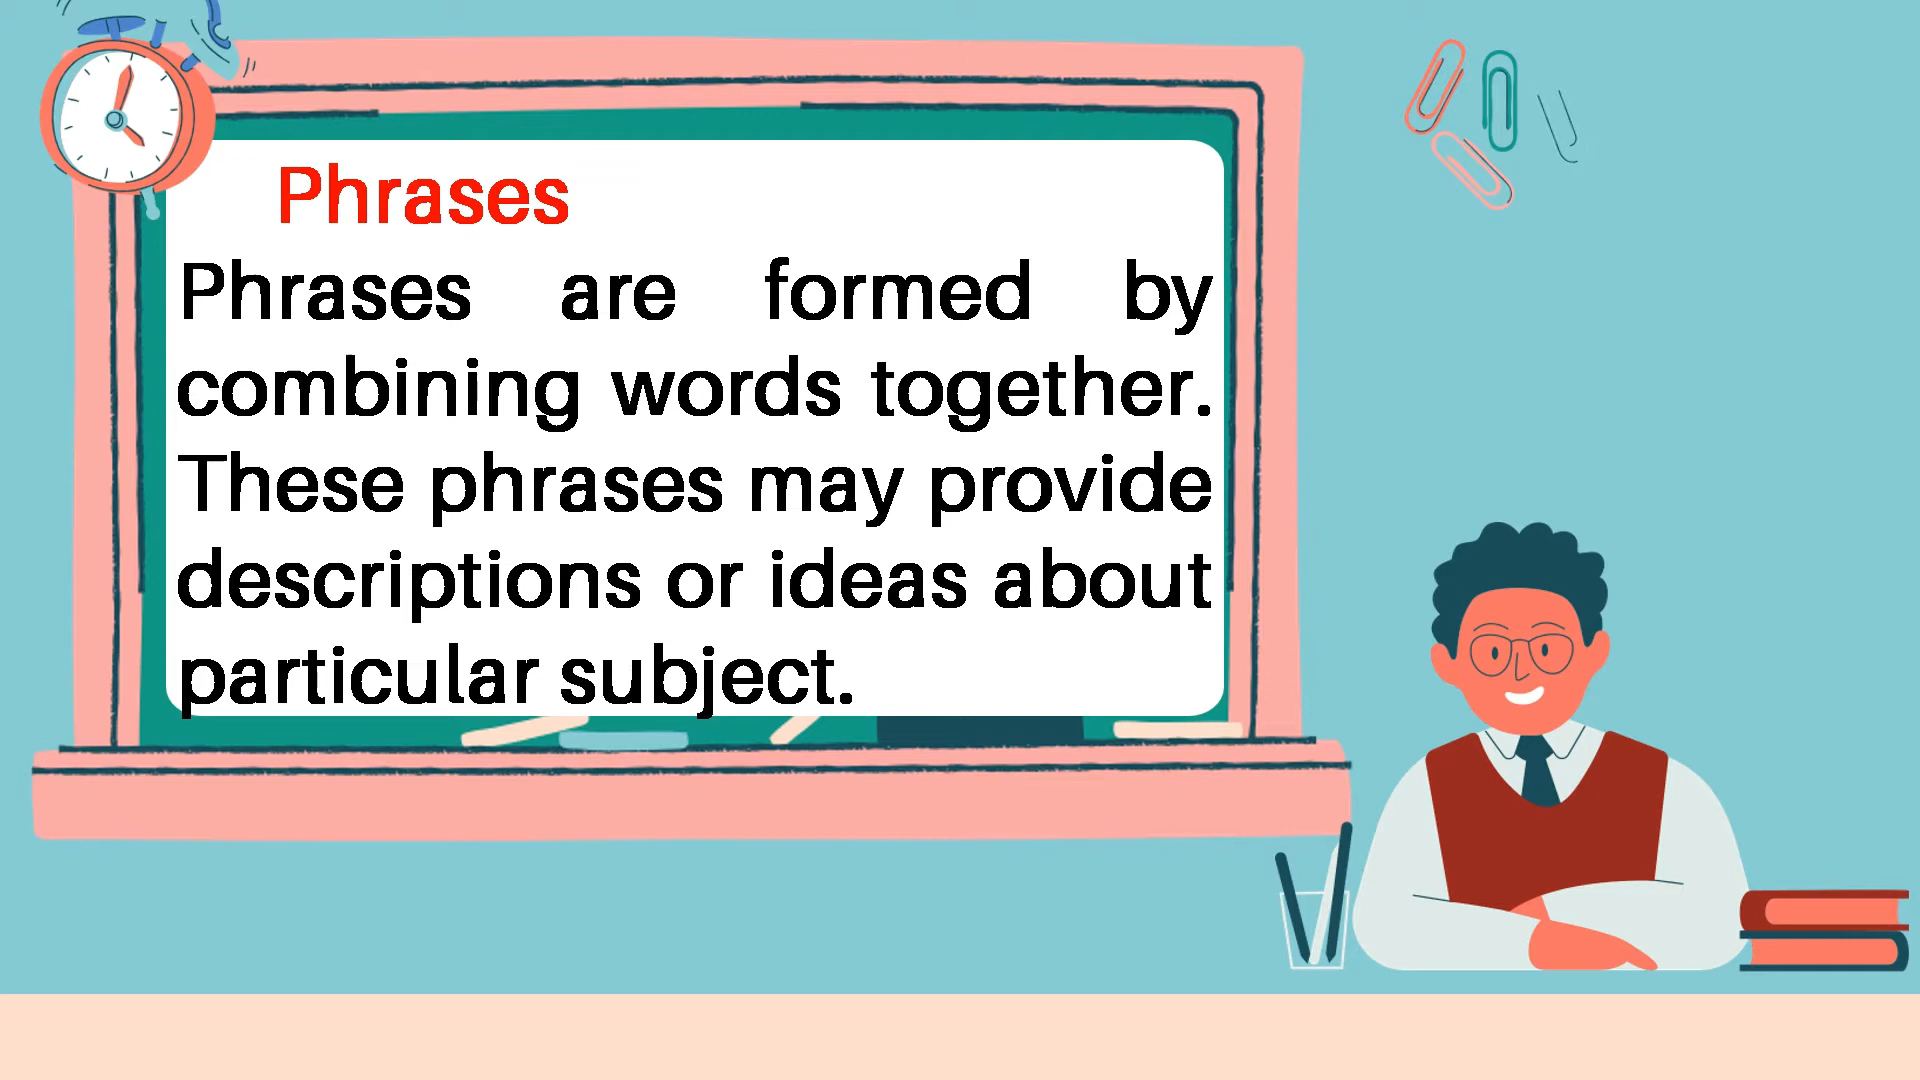 Phrases
Phrases are formed by
combining words together.
These phrases may provide
descriptions or ideas about
particular subject.